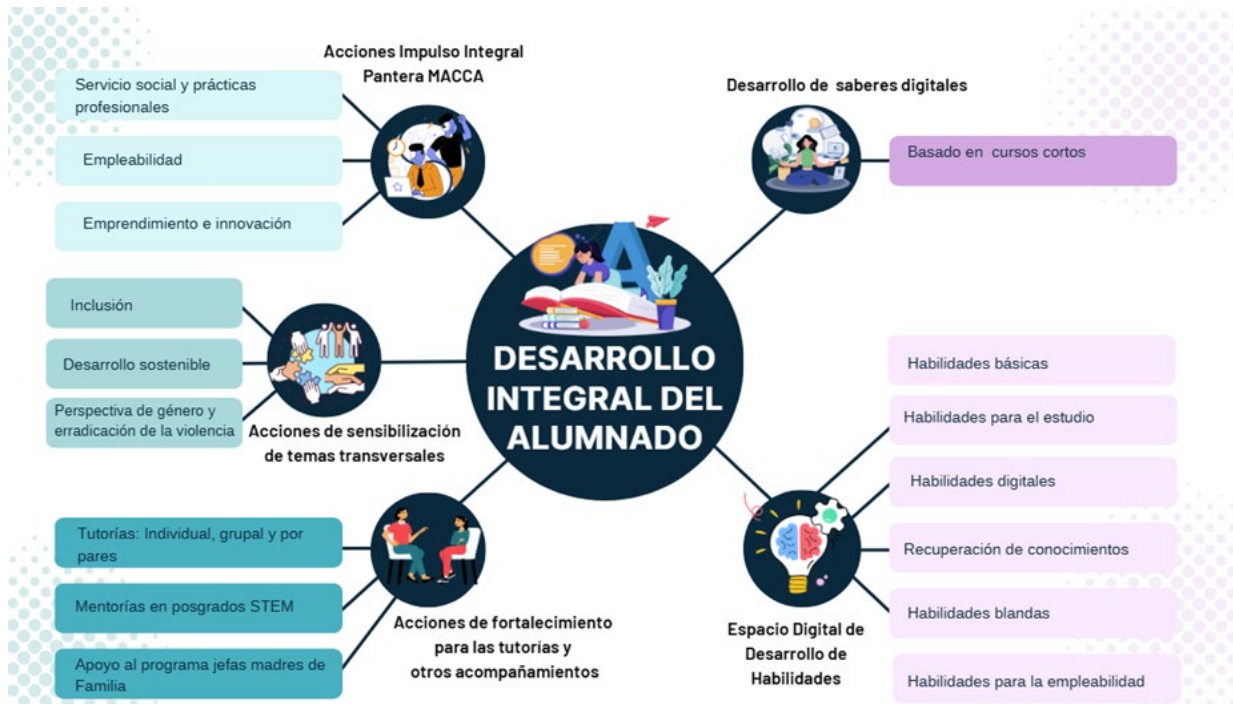 Acciones Impulso Integral
Pantera MACCA
Servicio social y prácticas
profesionales
Empleabilidad
Emprendimiento e innovación
Inclusión
Desarrollo sostenible
Perspectiva de género y
erradicación de la violencia
Acciones de sensibilización
de temas transversales
Tutorías: Individual, grupal y por
pares
Mentorías en posgrados STEM
Apoyo al programa jefas madres de
Familia
Acciones de fortalecimiento
para las tutorías y
otros acompañamientos
DESARROLLO
INTEGRAL DEL
ALUMNADO
Desarrollo de saberes digitales
Basado en cursos cortos
Habilidades básicas
Habilidades para el estudio
Habilidades digitales
Recuperación de conocimientos
Habilidades blandas
Habilidades para la empleabilidad
Espacio Digital de
Desarrollo de
Habilidades